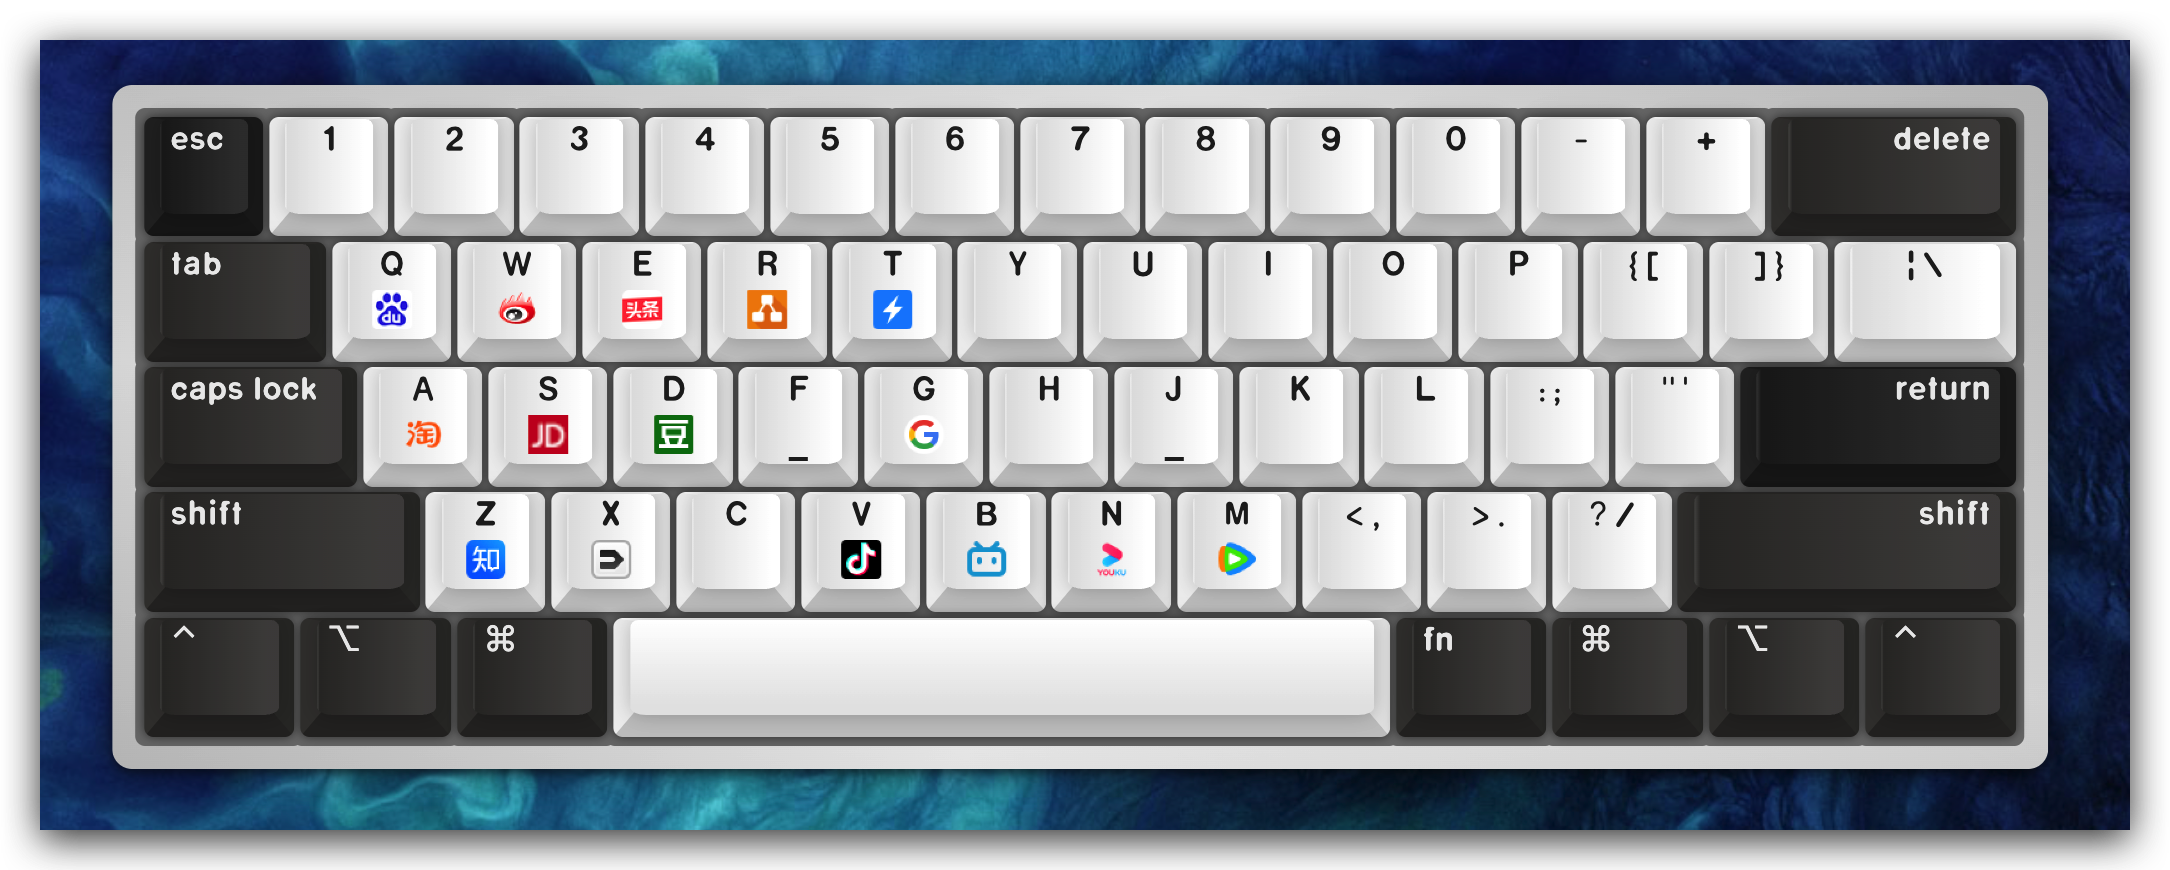 esc 1 2 3 4 5 6 7 8 9 0 - + delete
tab Q W E R T Y U I O P { [ ] } ¦ \
du 头条
caps lock A S D F G H J K L : ; " ' return
淘 JD 豆 _ G _
shift Z X C V B N M < , > . ? / shift
知 YOUKU
^ ⌥ ⌘ fn ⌘ ⌥ ^